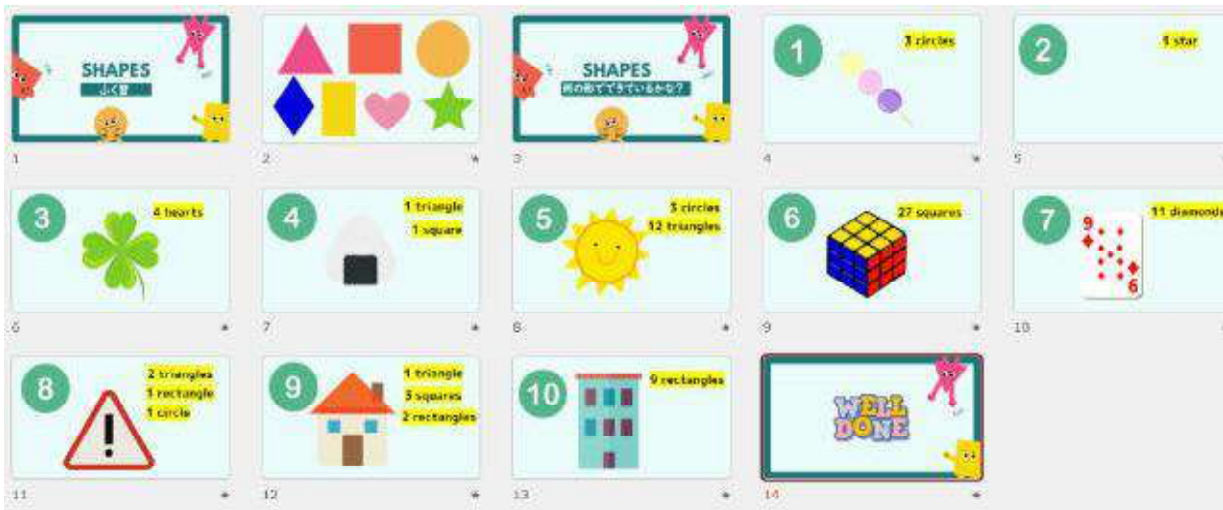 SHAPES
ふく習
1
2
SHAPES
何の形でできているかな？
3
1
3 circles
4
2
1 star
5
3
4 hearts
6
4
1 triangle
1 square
7
5
3 circles
12 triangles
8
6
27 squares
9
7
11 diamonds
9
9
10
8
2 triangles
1 rectangle
1 circle
!
11
9
1 triangle
3 squares
2 rectangles
12
10
9 rectangles
13
WELL
DONE
14